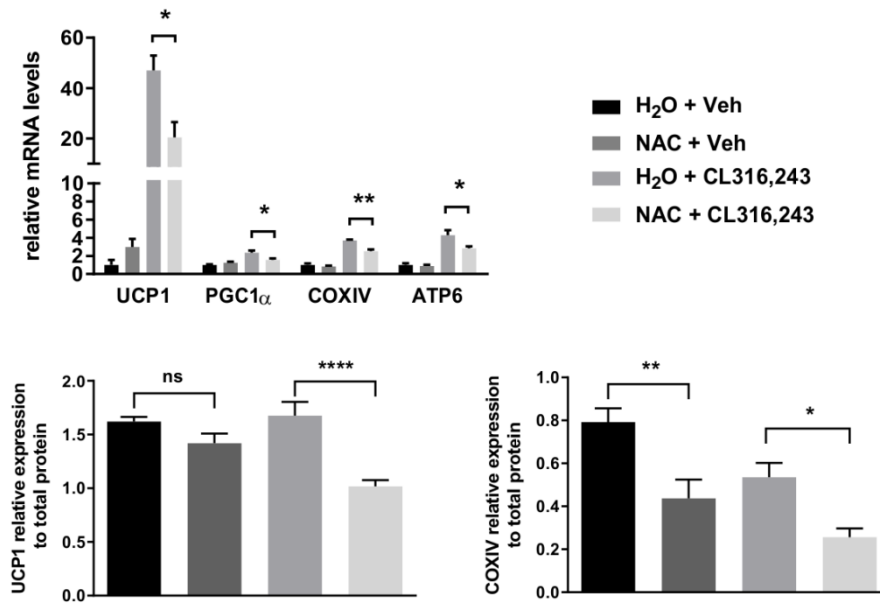 *
60
40
20
10
8
6
4
2
0
relative mRNA levels
*
**
*
UCP1 PGC1α COXIV ATP6
H₂O + Veh
NAC + Veh
H₂O + CL316,243
NAC + CL316,243
UCP1 relative expression
to total protein
2.0
1.5
1.0
0.5
0.0
ns
****
COXIV relative expression
to total protein
1.0
0.8
0.6
0.4
0.2
0.0
**
*